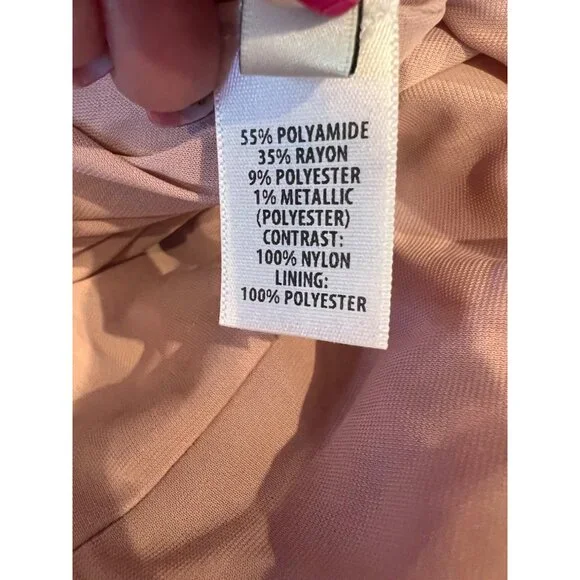 55% POLYAMIDE
35% RAYON
9% POLYESTER
1% METALLIC
(POLYESTER)
CONTRAST:
100% NYLON
LINING:
100% POLYESTER